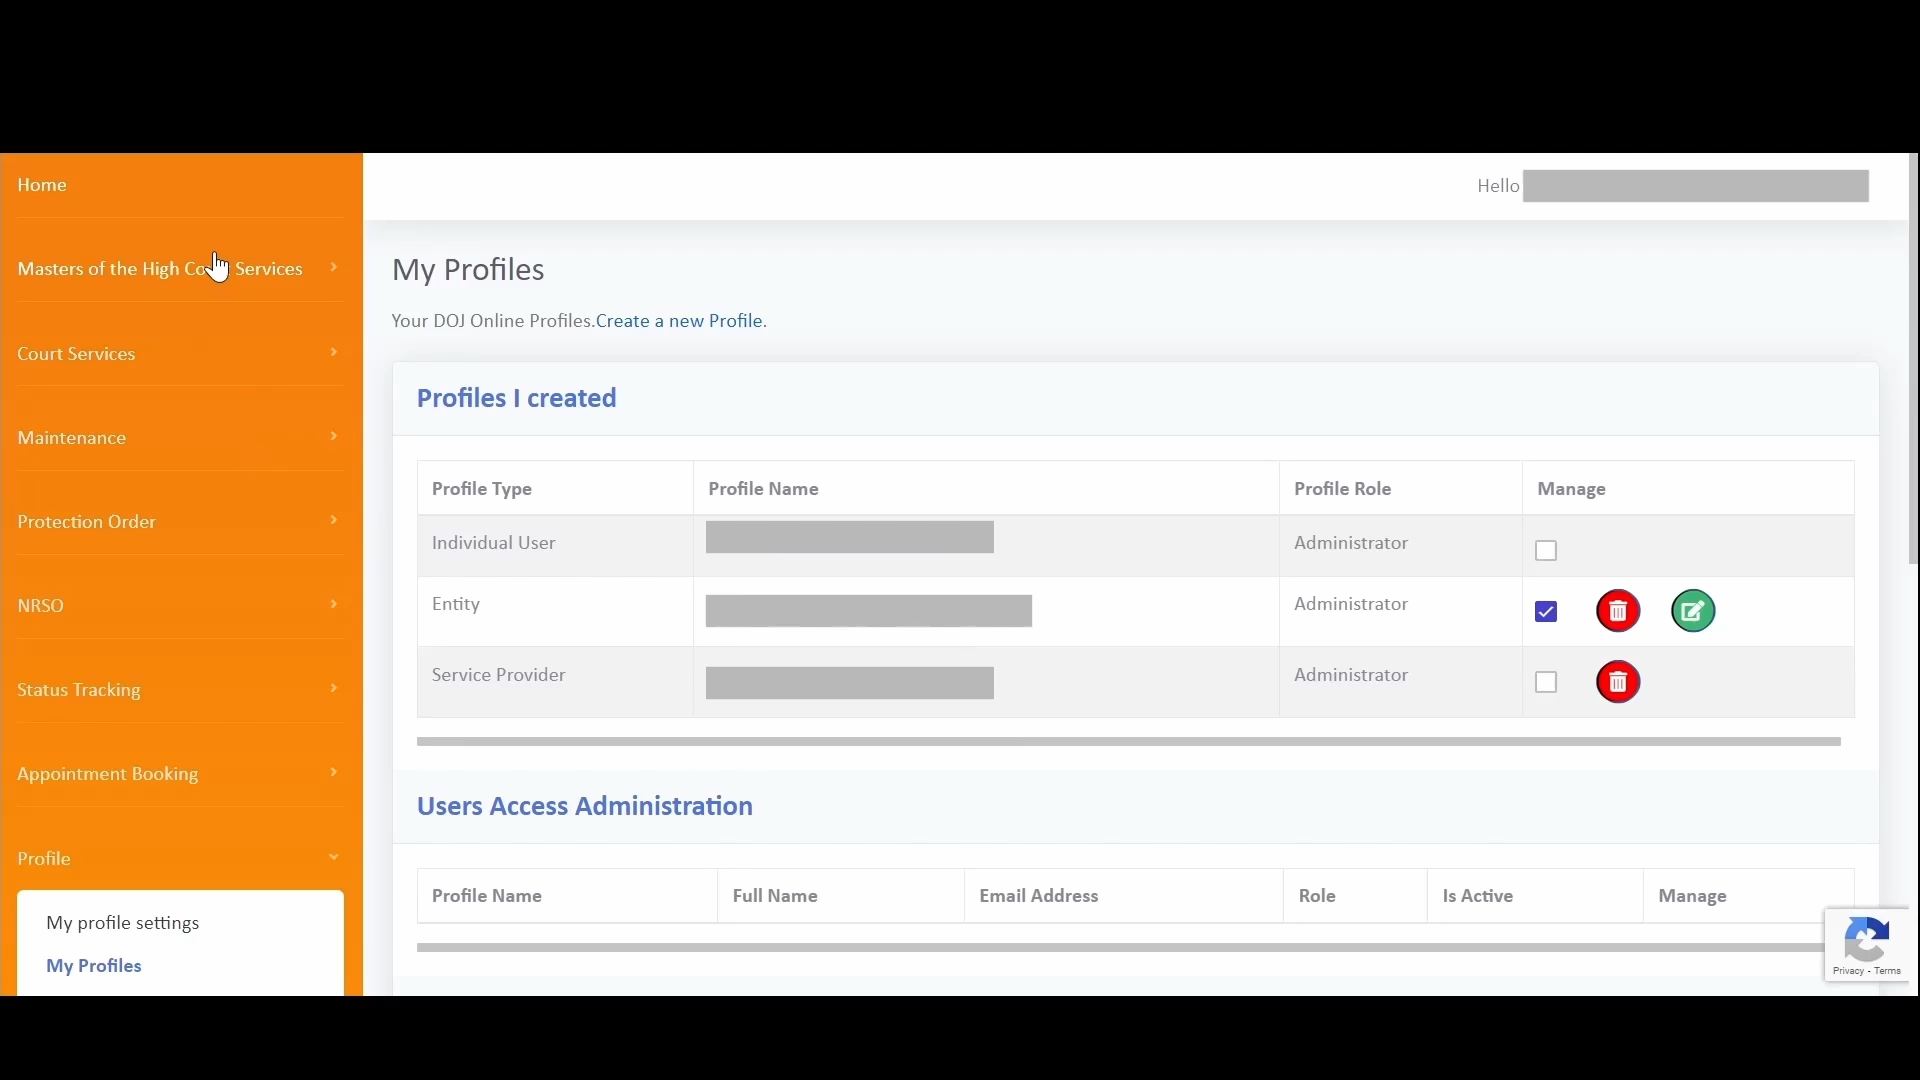 Home
Hello
Masters of the High Co Services
My Profiles
Your DOJ Online Profiles.Create a new Profile.
Court Services
Profiles I created
Maintenance
Profile Type Profile Name Profile Role Manage
Protection Order
Individual User Administrator
NRSO
Entity Administrator
Service Provider Administrator
Status Tracking
Appointment Booking
Users Access Administration
Profile
Profile Name Full Name Email Address Role Is Active Manage
My profile settings
My Profiles
Privacy - Terms